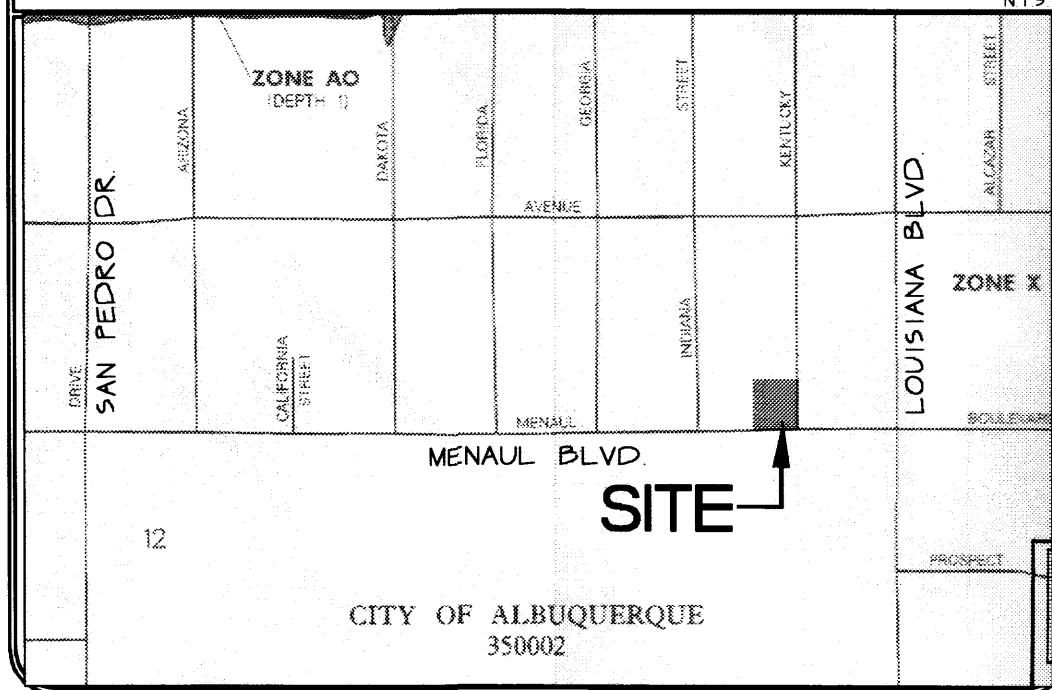 NTS
ZONE AO
(DEPTH 1)
ARIZONA
DAKOTA
FLORIDA
GEORGIA
STREET
KENTUCKY
ALCAZAR STREET
AVENUE
SAN PEDRO DR.
DRIVE
CALIFORNIA
STREET
INDIANA
LOUISIANA BLVD.
ZONE X
MENAUL
BOULEVARD
MENAUL BLVD.
SITE
12
PROSPECT
CITY OF ALBUQUERQUE
350002